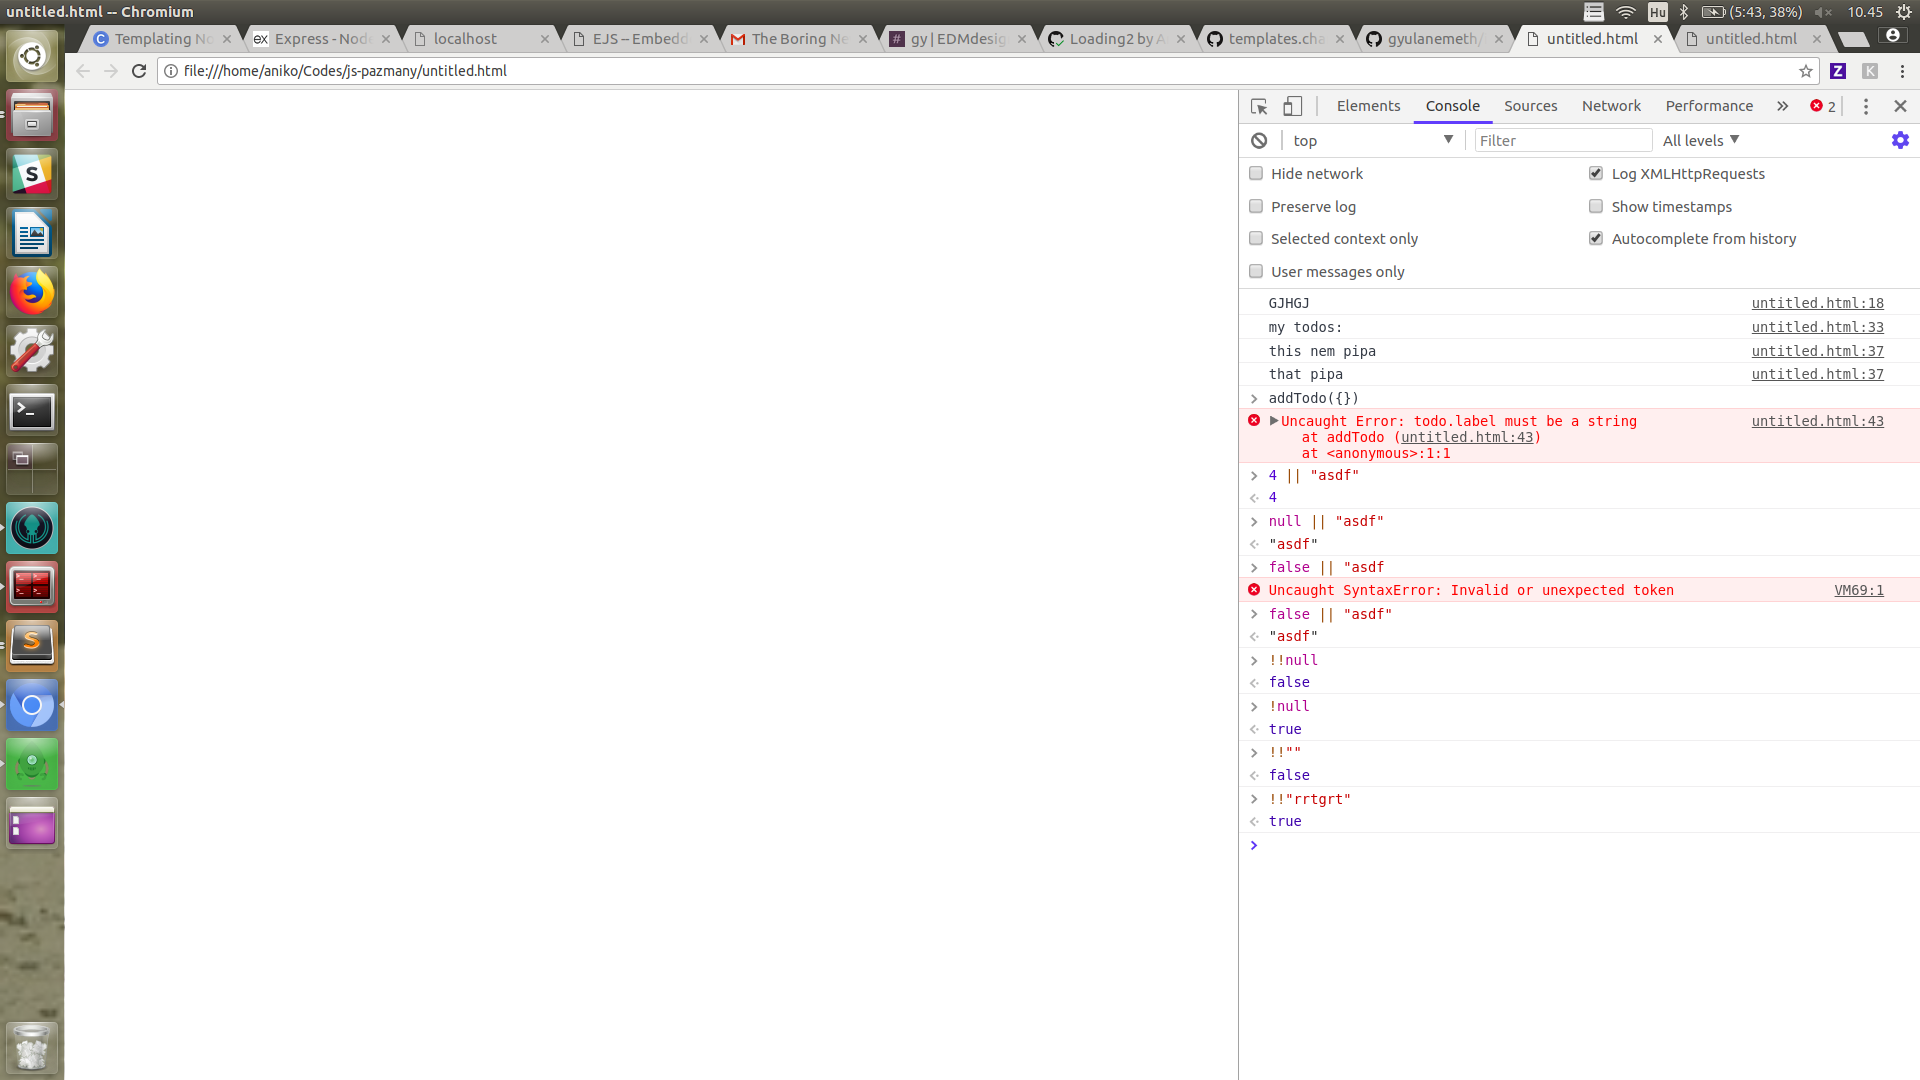 untitled.html -- Chromium
Hu
(5:43, 38%)
10.45
Templating No
Express - Node
localhost
EJS – Embedd
The Boring Ne
gy | EDMdesig
Loading2 by A
templates.cha
gyulanemeth/
untitled.html
untitled.html
file:///home/aniko/Codes/js-pazmany/untitled.html
Z
K
Elements
Console
Sources
Network
Performance
2
top
Filter
All levels
Hide network
Log XMLHttpRequests
Preserve log
Show timestamps
Selected context only
Autocomplete from history
User messages only
GJHGJ untitled.html:18
my todos: untitled.html:33
this nem pipa untitled.html:37
that pipa untitled.html:37
addTodo({})
Uncaught Error: todo.label must be a string untitled.html:43
at addTodo (untitled.html:43)
at <anonymous>:1:1
4 || "asdf"
4
null || "asdf"
"asdf"
false || "asdf
Uncaught SyntaxError: Invalid or unexpected token VM69:1
false || "asdf"
"asdf"
!!null
false
!null
true
!!""
false
!!"rrtgrt"
true